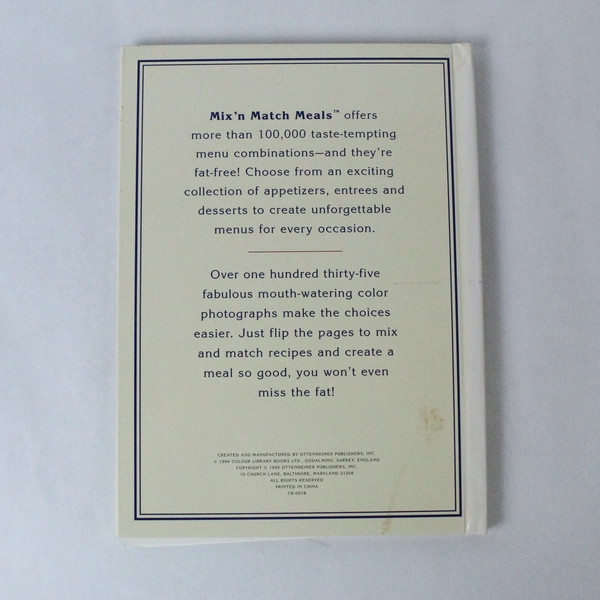 Mix'n Match Meals™ offers
more than 100,000 taste-tempting
menu combinations—and they're
fat-free! Choose from an exciting
collection of appetizers, entrees and
desserts to create unforgettable
menus for every occasion.
Over one hundred thirty-five
fabulous mouth-watering color
photographs make the choices
easier. Just flip the pages to mix
and match recipes and create a
meal so good, you won't even
miss the fat!
CREATED AND MANUFACTURED BY OTTENHEIMER PUBLISHERS, INC.
© 1994 COLOUR LIBRARY BOOKS LTD., GODALMING, SURREY, ENGLAND
COPYRIGHT © 1995 OTTENHEIMER PUBLISHERS, INC.
10 CHURCH LANE, BALTIMORE, MARYLAND 21208
ALL RIGHTS RESERVED
PRINTED IN CHINA